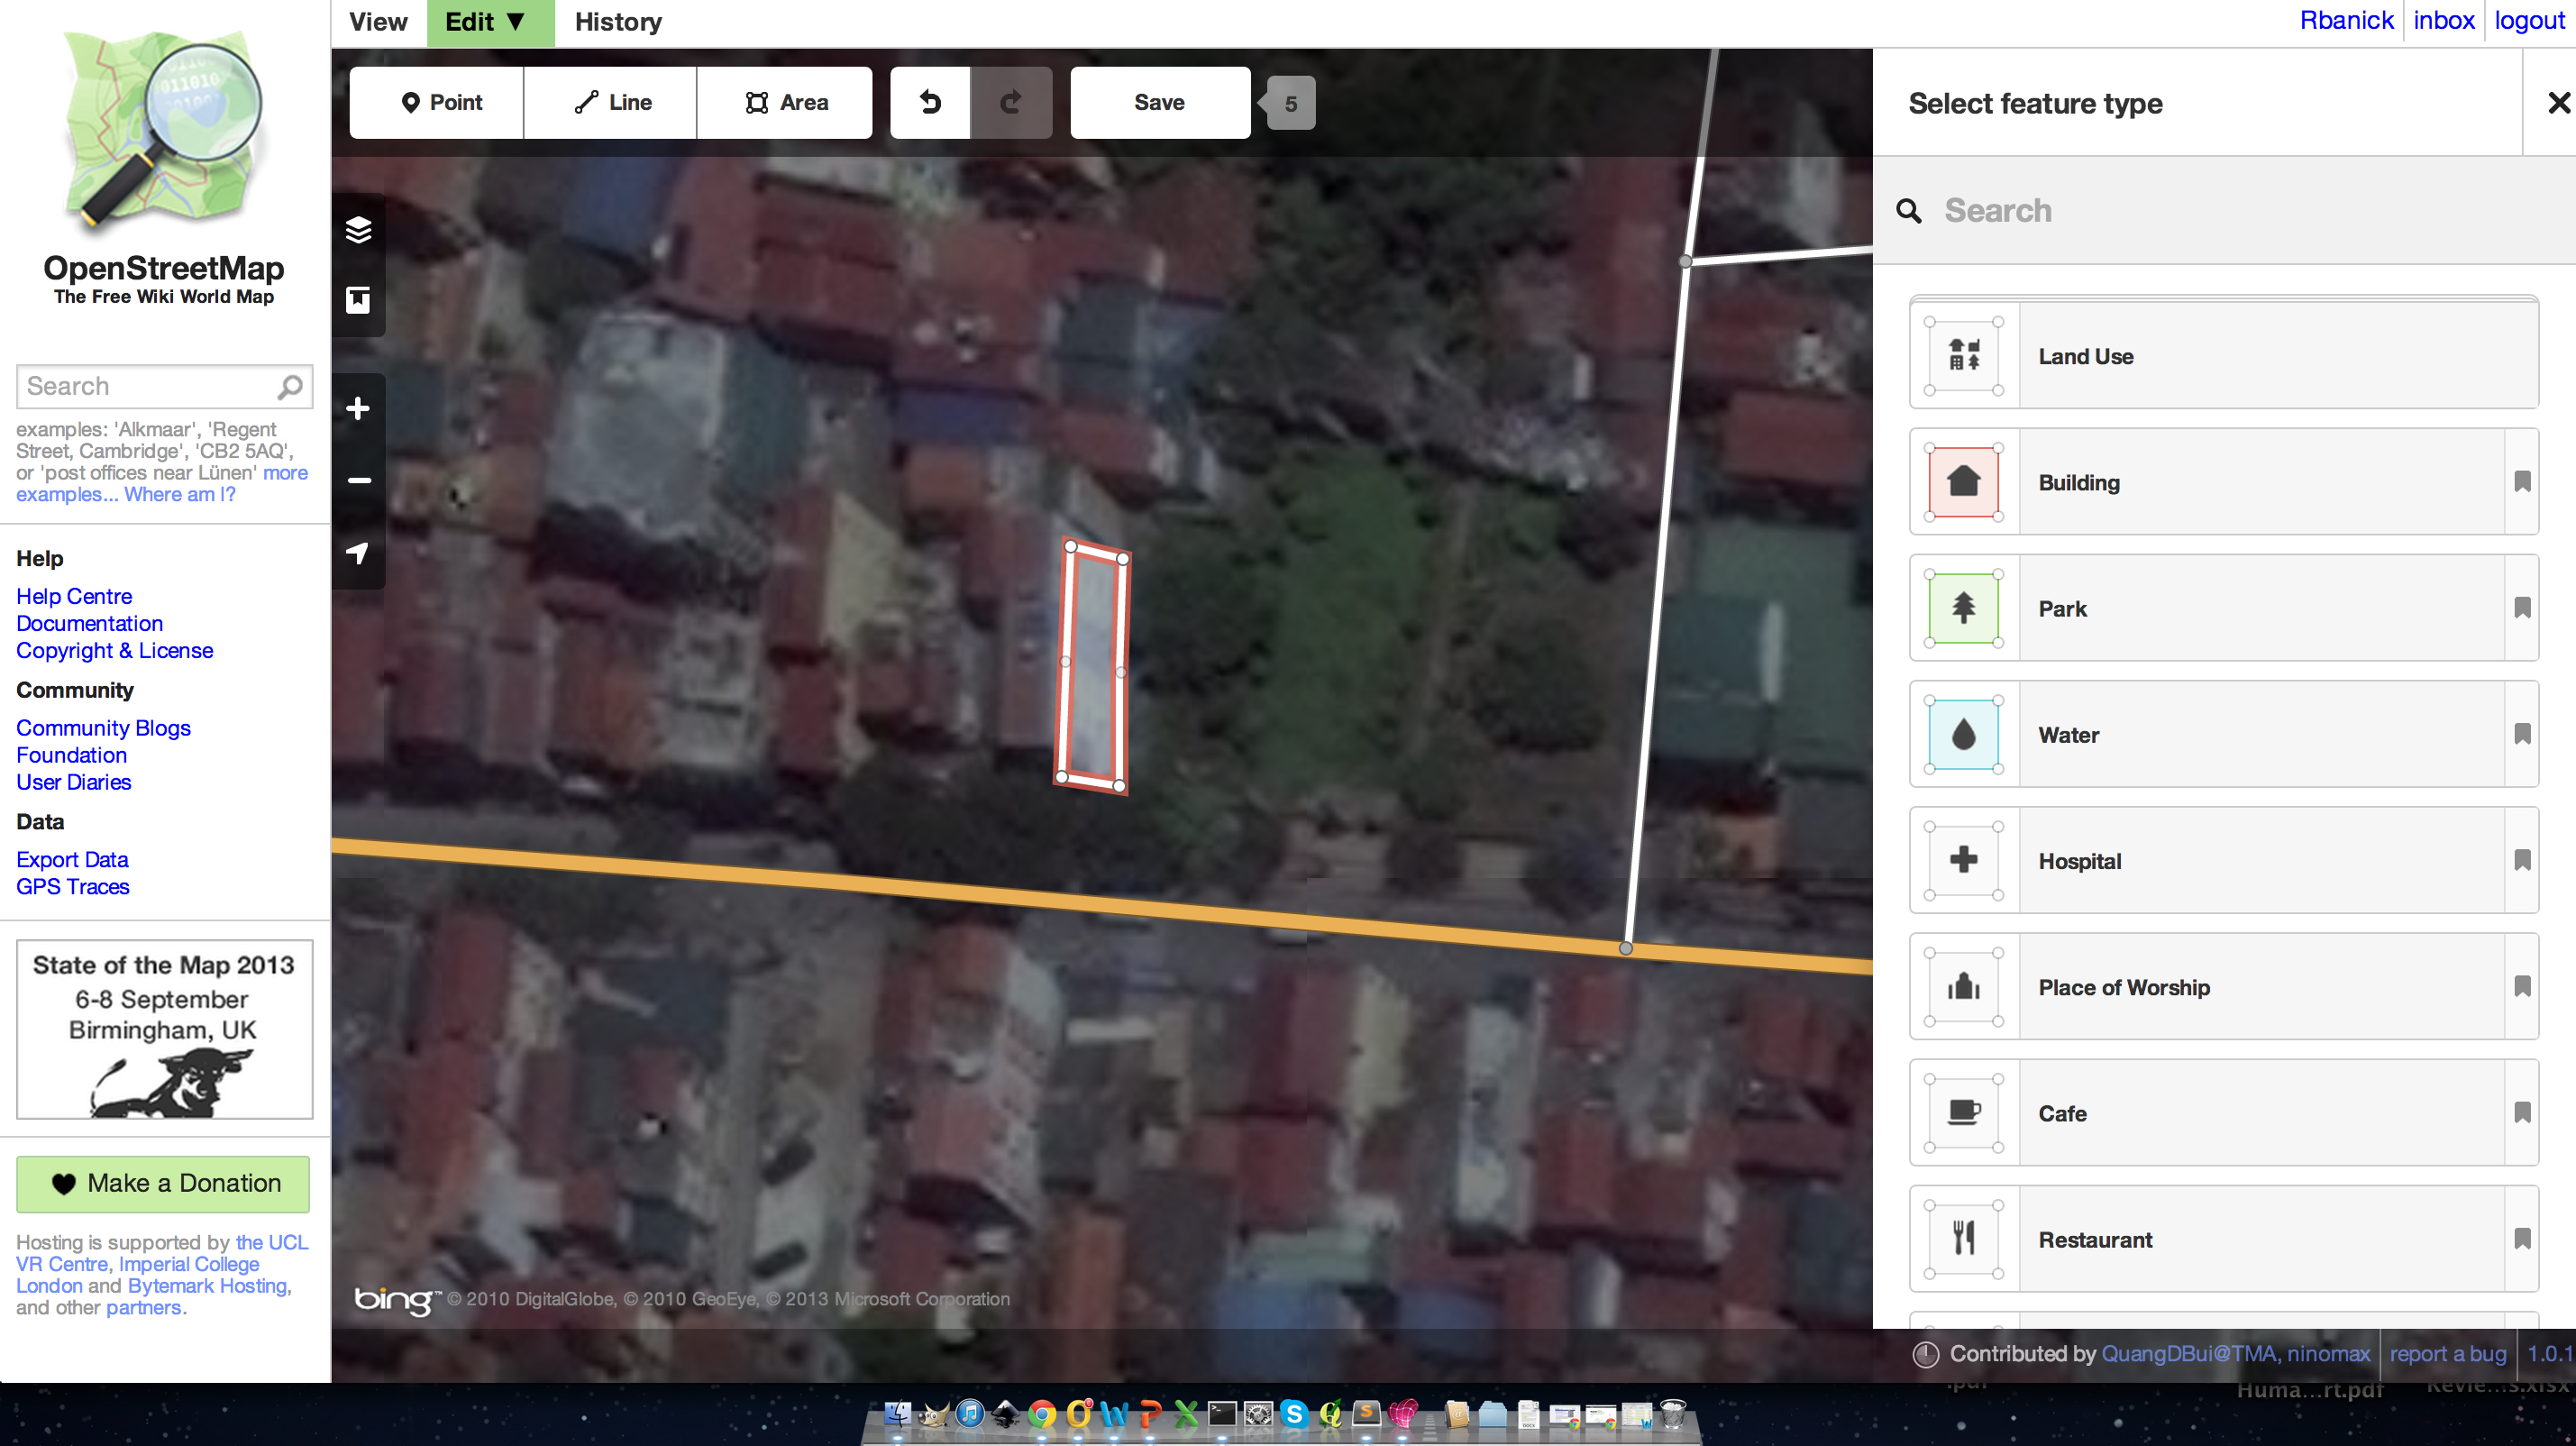 View
Edit ▼
History
Rbanick
inbox
logout
OpenStreetMap
The Free Wiki World Map
Search
examples: 'Alkmaar', 'Regent
Street, Cambridge', 'CB2 5AQ',
or 'post offices near Lünen' more
examples... Where am I?
Help
Help Centre
Documentation
Copyright & License
Community
Community Blogs
Foundation
User Diaries
Data
Export Data
GPS Traces
State of the Map 2013
6-8 September
Birmingham, UK
Make a Donation
Hosting is supported by the UCL
VR Centre, Imperial College
London and Bytemark Hosting,
and other partners.
Point
Line
Area
Save
5
bing™ © 2010 DigitalGlobe, © 2010 GeoEye, © 2013 Microsoft Corporation
Select feature type
Search
Land Use
Building
Park
Water
Hospital
Place of Worship
Cafe
Restaurant
Contributed by QuangDBui@TMA, ninomax
report a bug
1.0.1
.pdf
Huma...rt.pdf